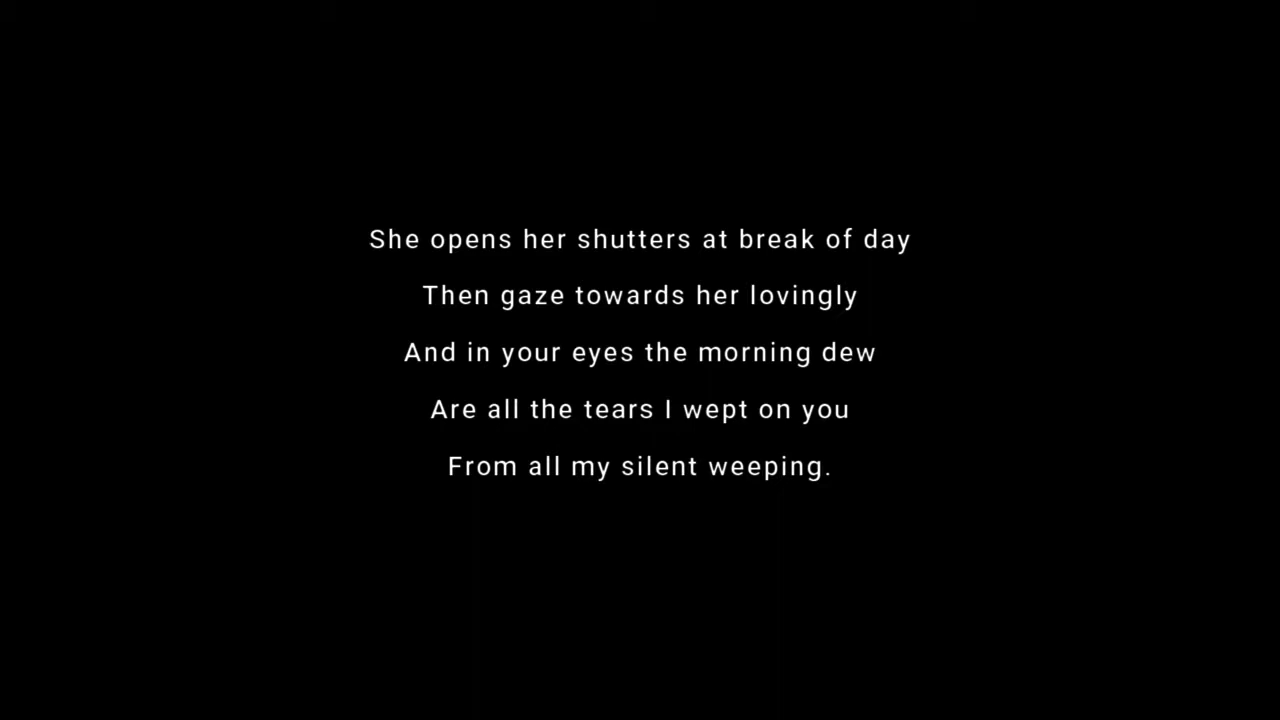 She opens her shutters at break of day
Then gaze towards her lovingly
And in your eyes the morning dew
Are all the tears I wept on you
From all my silent weeping.